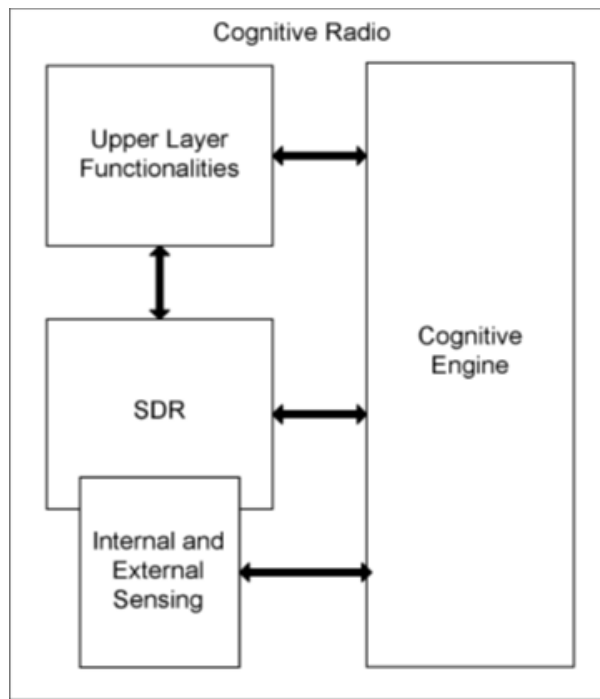 Cognitive Radio
Upper Layer
Functionalities
Cognitive
Engine
SDR
Internal and
External
Sensing